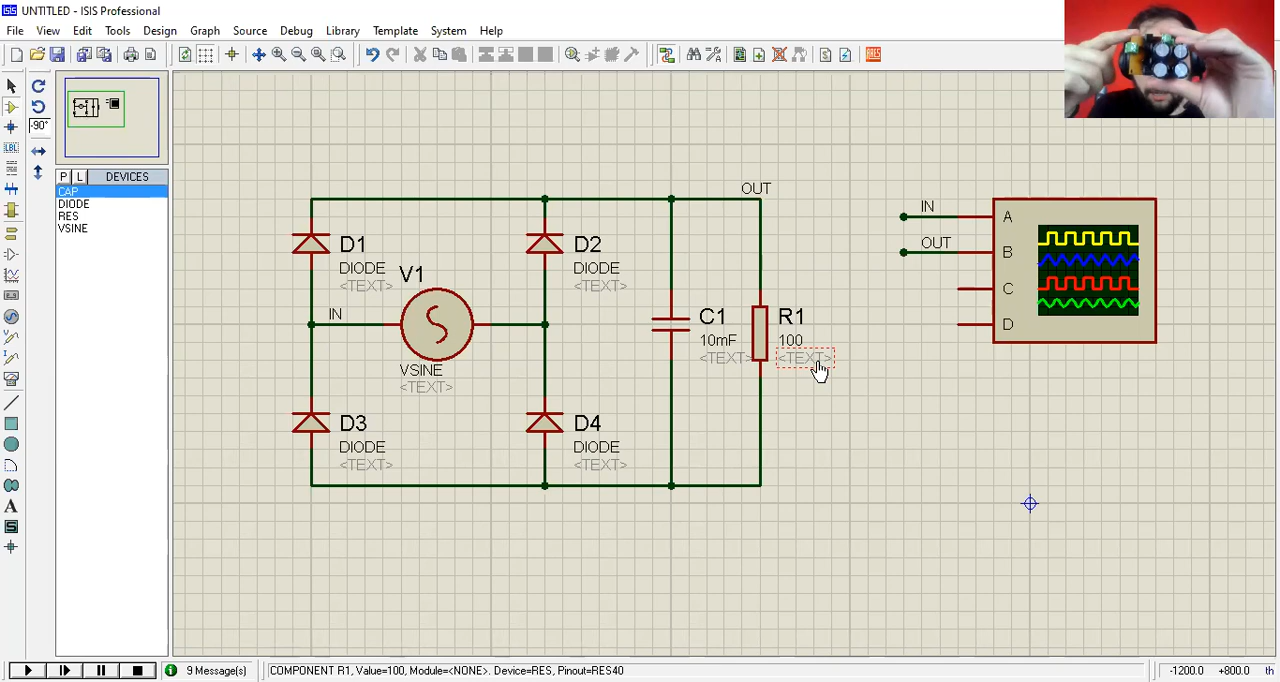 UNTITLED - ISIS Professional
File View Edit Tools Design Graph Source Debug Library Template System Help
-90°
LBL
P L DEVICES
CAP
DIODE
RES
VSINE
OUT
D1
DIODE
<TEXT>
D2
DIODE
<TEXT>
V1
VSINE
<TEXT>
IN
C1
10mF
<TEXT>
R1
100
<TEXT>
D3
DIODE
<TEXT>
D4
DIODE
<TEXT>
IN
OUT
A
B
C
D
9 Message(s)
COMPONENT R1, Value=100, Module=<NONE>. Device=RES, Pinout=RES40
-1200.0 +800.0 th